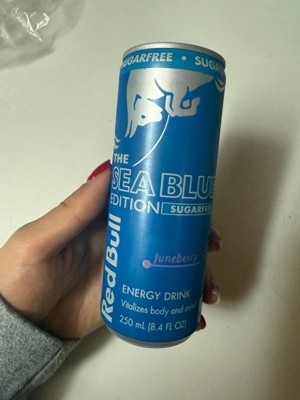 SUGARFREE • SUGARFREE
THE
SEA BLUE
EDITION SUGARFREE
Juneberry
Red Bull
ENERGY DRINK
Vitalizes body and mind
250 ml (8.4 FL OZ)